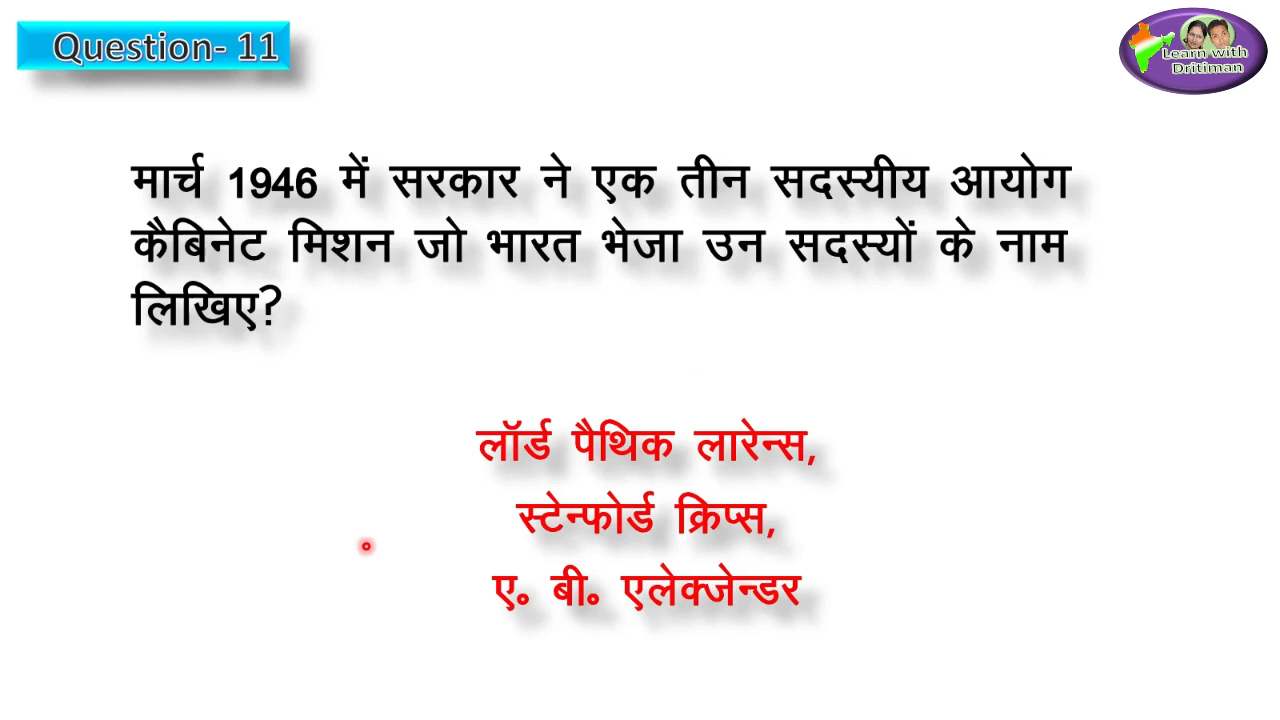 Question- 11
Learn with
Dritiman
मार्च 1946 में सरकार ने एक तीन सदस्यीय आयोग
कैबिनेट मिशन जो भारत भेजा उन सदस्यों के नाम
लिखिए?
लॉर्ड पैथिक लारेन्स,
स्टेन्फोर्ड क्रिप्स,
ए॰ बी॰ एलेक्जेन्डर